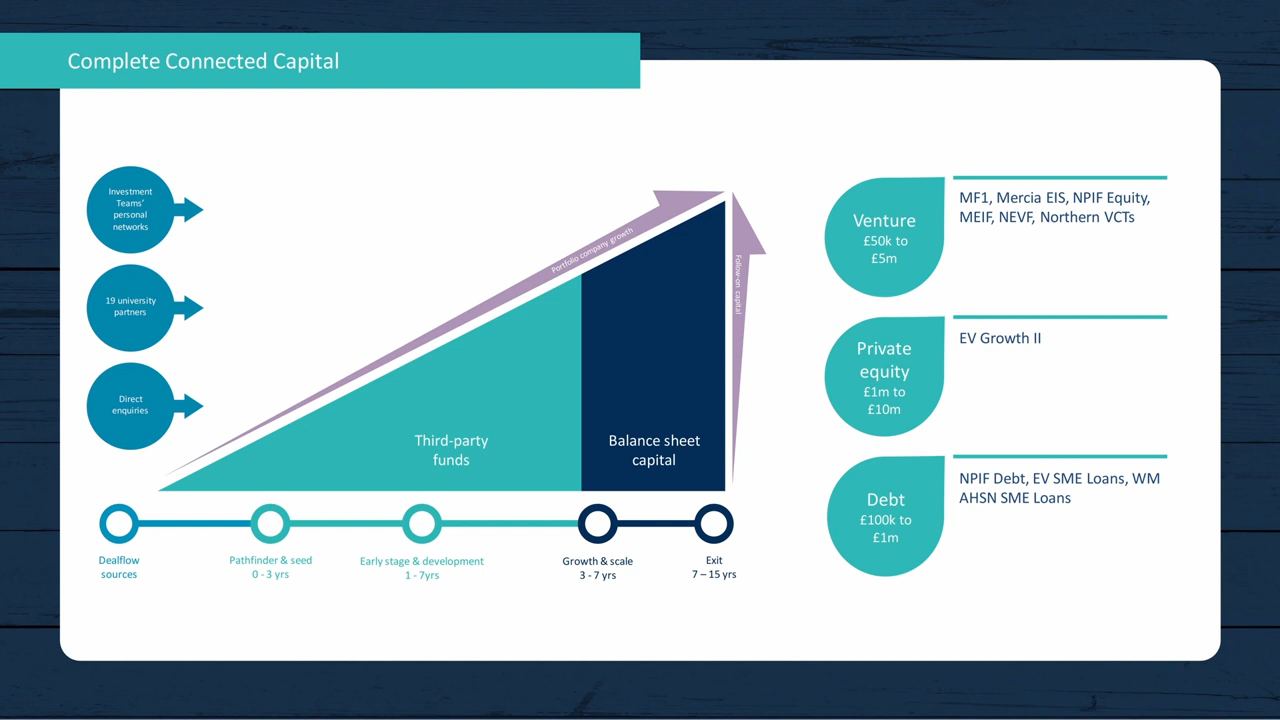 Complete Connected Capital
Investment
Teams’
personal
networks
19 university
partners
Direct
enquiries
Portfolio company growth
Follow-on capital
Third-party
funds
Balance sheet
capital
Dealflow
sources
Pathfinder & seed
0 - 3 yrs
Early stage & development
1 - 7yrs
Growth & scale
3 - 7 yrs
Exit
7 – 15 yrs
Venture
£50k to
£5m
MF1, Mercia EIS, NPIF Equity,
MEIF, NEVF, Northern VCTs
Private
equity
£1m to
£10m
EV Growth II
Debt
£100k to
£1m
NPIF Debt, EV SME Loans, WM
AHSN SME Loans